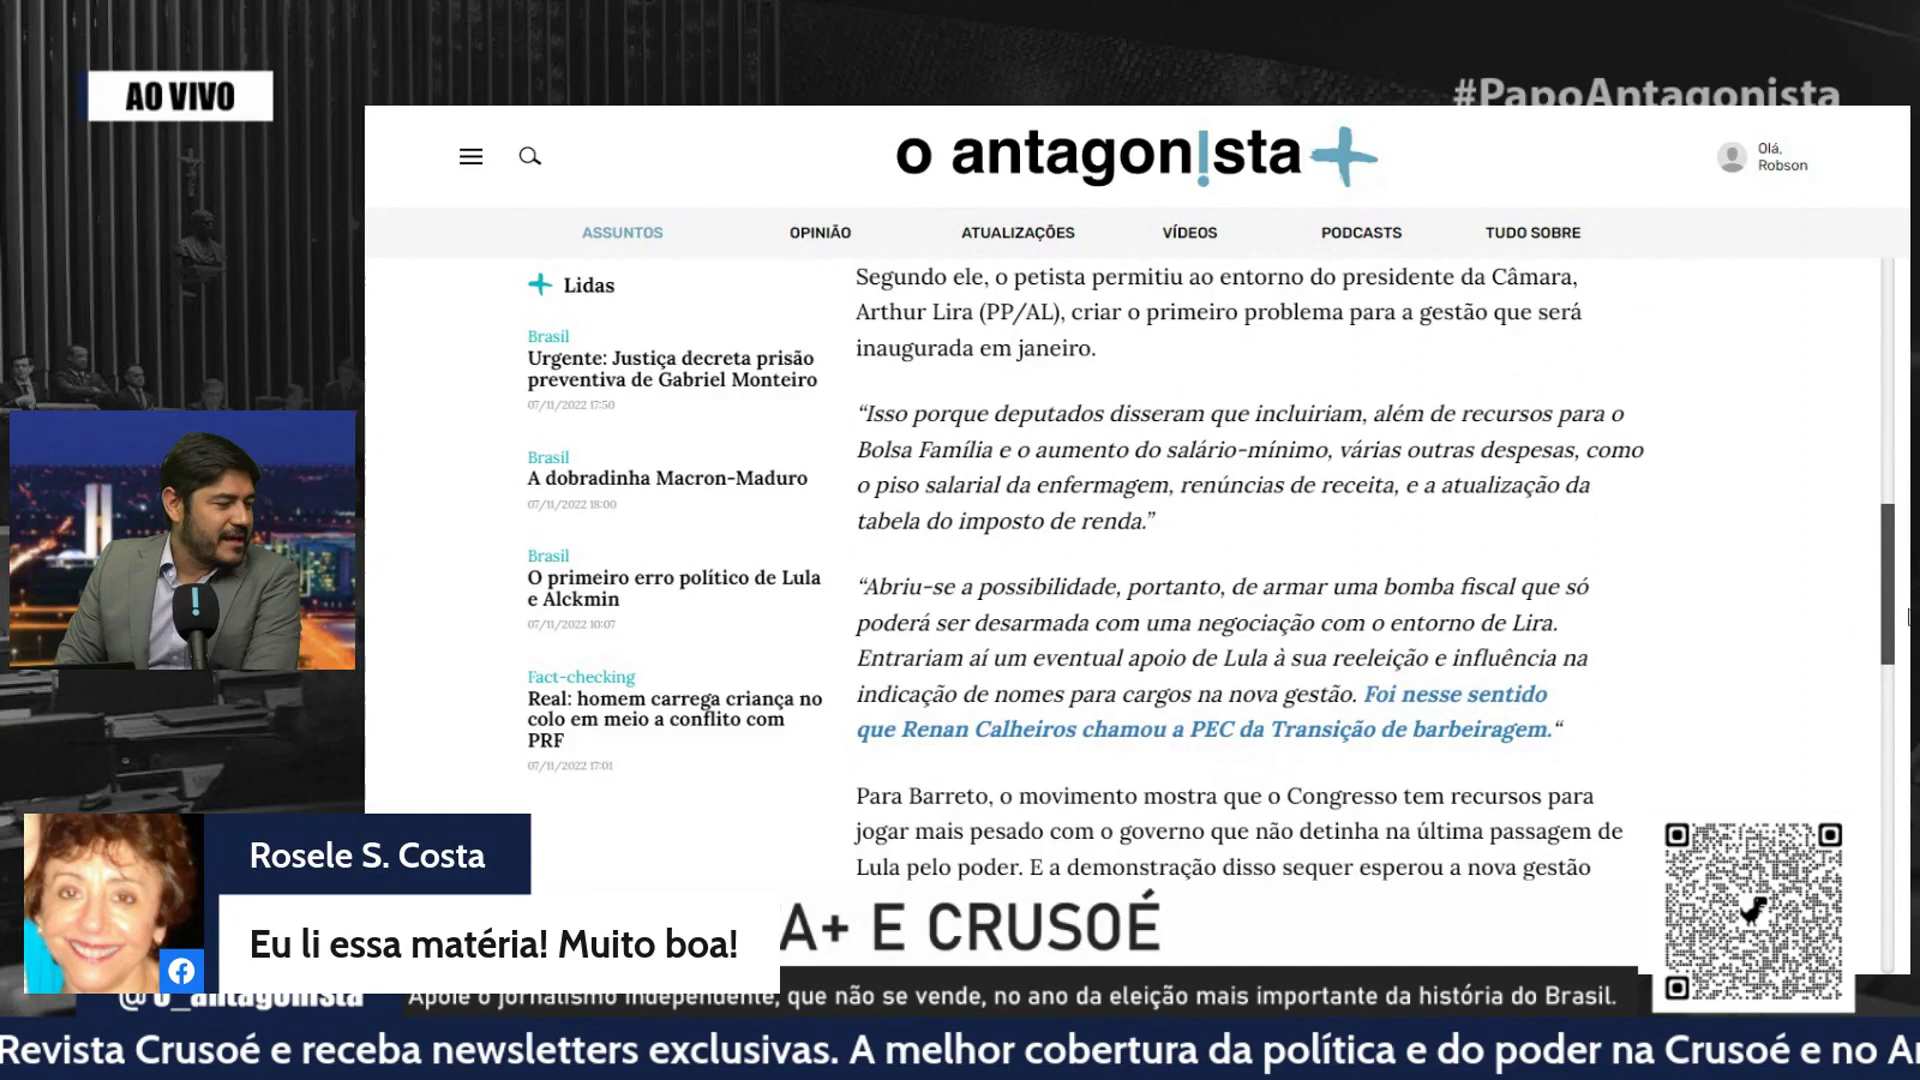 AO VIVO
#PapoAntagonista
o antagon!sta+
Olá,
Robson
ASSUNTOS
OPINIÃO
ATUALIZAÇÕES
VÍDEOS
PODCASTS
TUDO SOBRE
+ Lidas
Brasil
Urgente: Justiça decreta prisão
preventiva de Gabriel Monteiro
07/11/2022 17:50
Brasil
A dobradinha Macron-Maduro
07/11/2022 18:00
Brasil
O primeiro erro político de Lula
e Alckmin
07/11/2022 10:07
Fact-checking
Real: homem carrega criança no
colo em meio a conflito com
PRF
07/11/2022 17:01
Segundo ele, o petista permitiu ao entorno do presidente da Câmara,
Arthur Lira (PP/AL), criar o primeiro problema para a gestão que será
inaugurada em janeiro.
“Isso porque deputados disseram que incluiriam, além de recursos para o
Bolsa Família e o aumento do salário-mínimo, várias outras despesas, como
o piso salarial da enfermagem, renúncias de receita, e a atualização da
tabela do imposto de renda.”
“Abriu-se a possibilidade, portanto, de armar uma bomba fiscal que só
poderá ser desarmada com uma negociação com o entorno de Lira.
Entrariam aí um eventual apoio de Lula à sua reeleição e influência na
indicação de nomes para cargos na nova gestão. Foi nesse sentido
que Renan Calheiros chamou a PEC da Transição de barbeiragem.“
Para Barreto, o movimento mostra que o Congresso tem recursos para
jogar mais pesado com o governo que não detinha na última passagem de
Lula pelo poder. E a demonstração disso sequer esperou a nova gestão
Rosele S. Costa
Eu li essa matéria! Muito boa!
A+ E CRUSOÉ
@o_antagonista
Apoie o jornalismo independente, que não se vende, no ano da eleição mais importante da história do Brasil.
Revista Crusoé e receba newsletters exclusivas. A melhor cobertura da política e do poder na Crusoé e no An